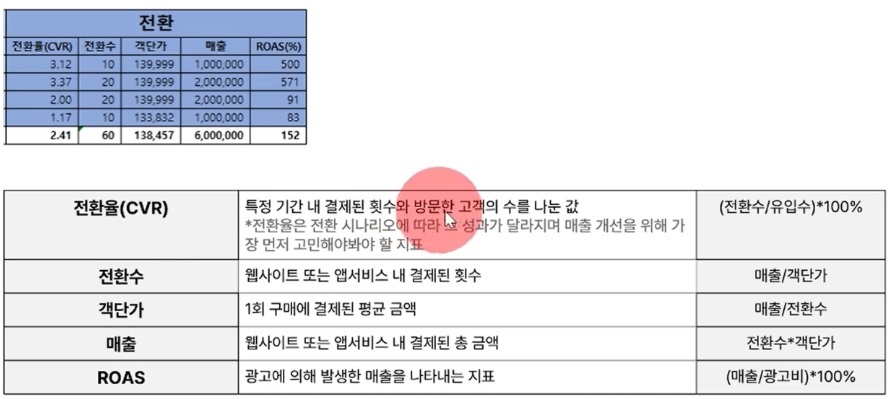 전환
전환율(CVR) 전환수 객단가 매출 ROAS(%)
3.12 10 139,999 1,000,000 500
3.37 20 139,999 2,000,000 571
2.00 20 139,999 2,000,000 91
1.17 10 133,832 1,000,000 83
2.41 60 138,457 6,000,000 152
전환율(CVR) 특정 기간 내 결제된 횟수와 방문한 고객의 수를 나눈 값 (전환수/유입수)*100%
*전환율은 전환 시나리오에 따라 성과가 달라지며 매출 개선을 위해 가
장 먼저 고민해야봐야 할 지표
전환수 웹사이트 또는 앱서비스 내 결제된 횟수 매출/객단가
객단가 1회 구매에 결제된 평균 금액 매출/전환수
매출 웹사이트 또는 앱서비스 내 결제된 총 금액 전환수*객단가
ROAS 광고에 의해 발생한 매출을 나타내는 지표 (매출/광고비)*100%